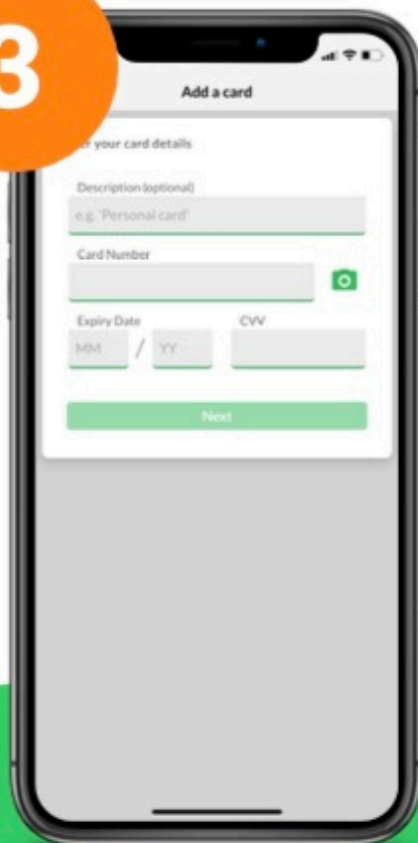 3
Add a card
your card details
Description (optional)
e.g. 'Personal card'
Card Number
Expiry Date CVV
MM / YY
Next